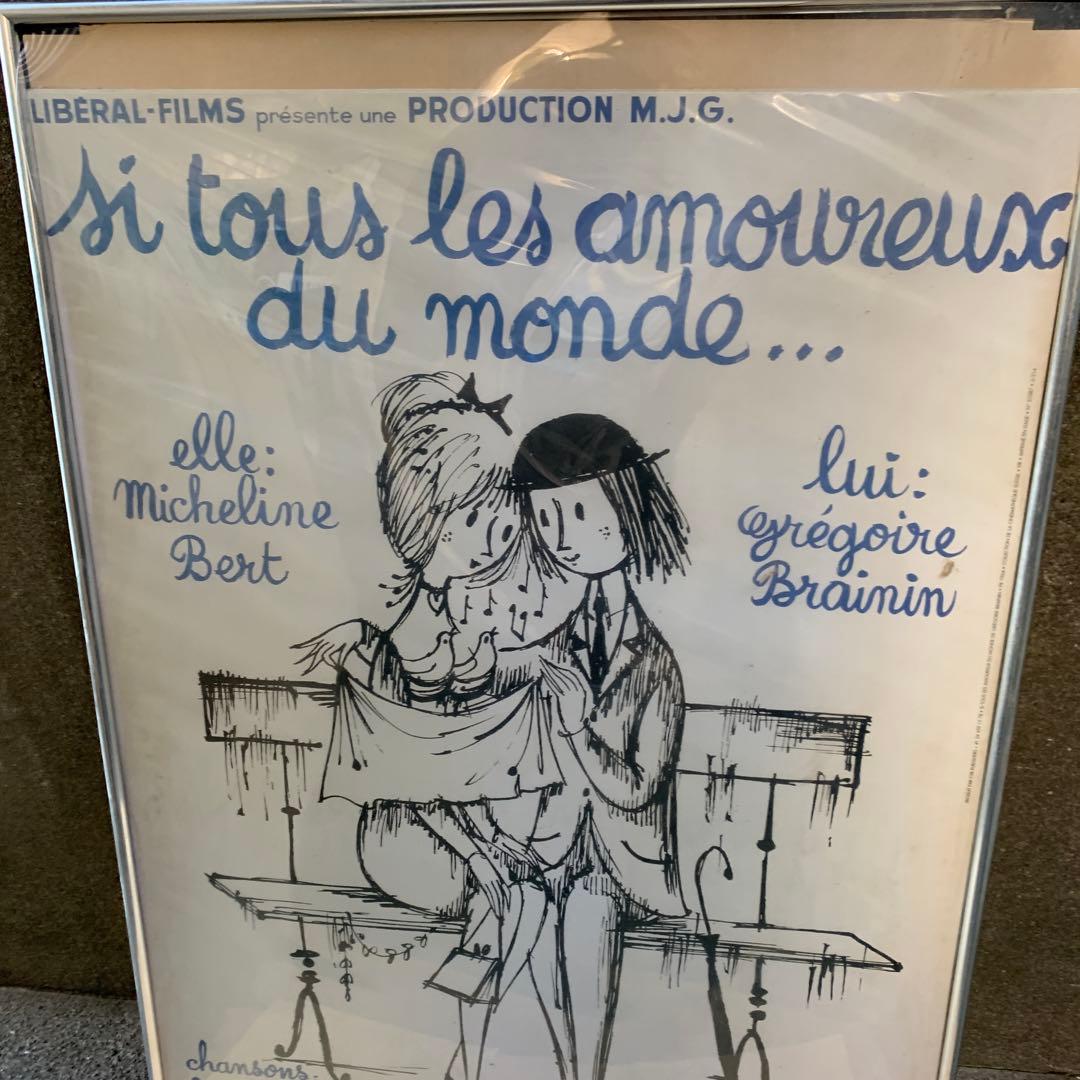 LIBÉRAL-FILMS présente une PRODUCTION M.J.G.
si tous les amoureux
du monde...
elle:
Micheline
Bert
lui:
Grégoire
Brainin
chansons.